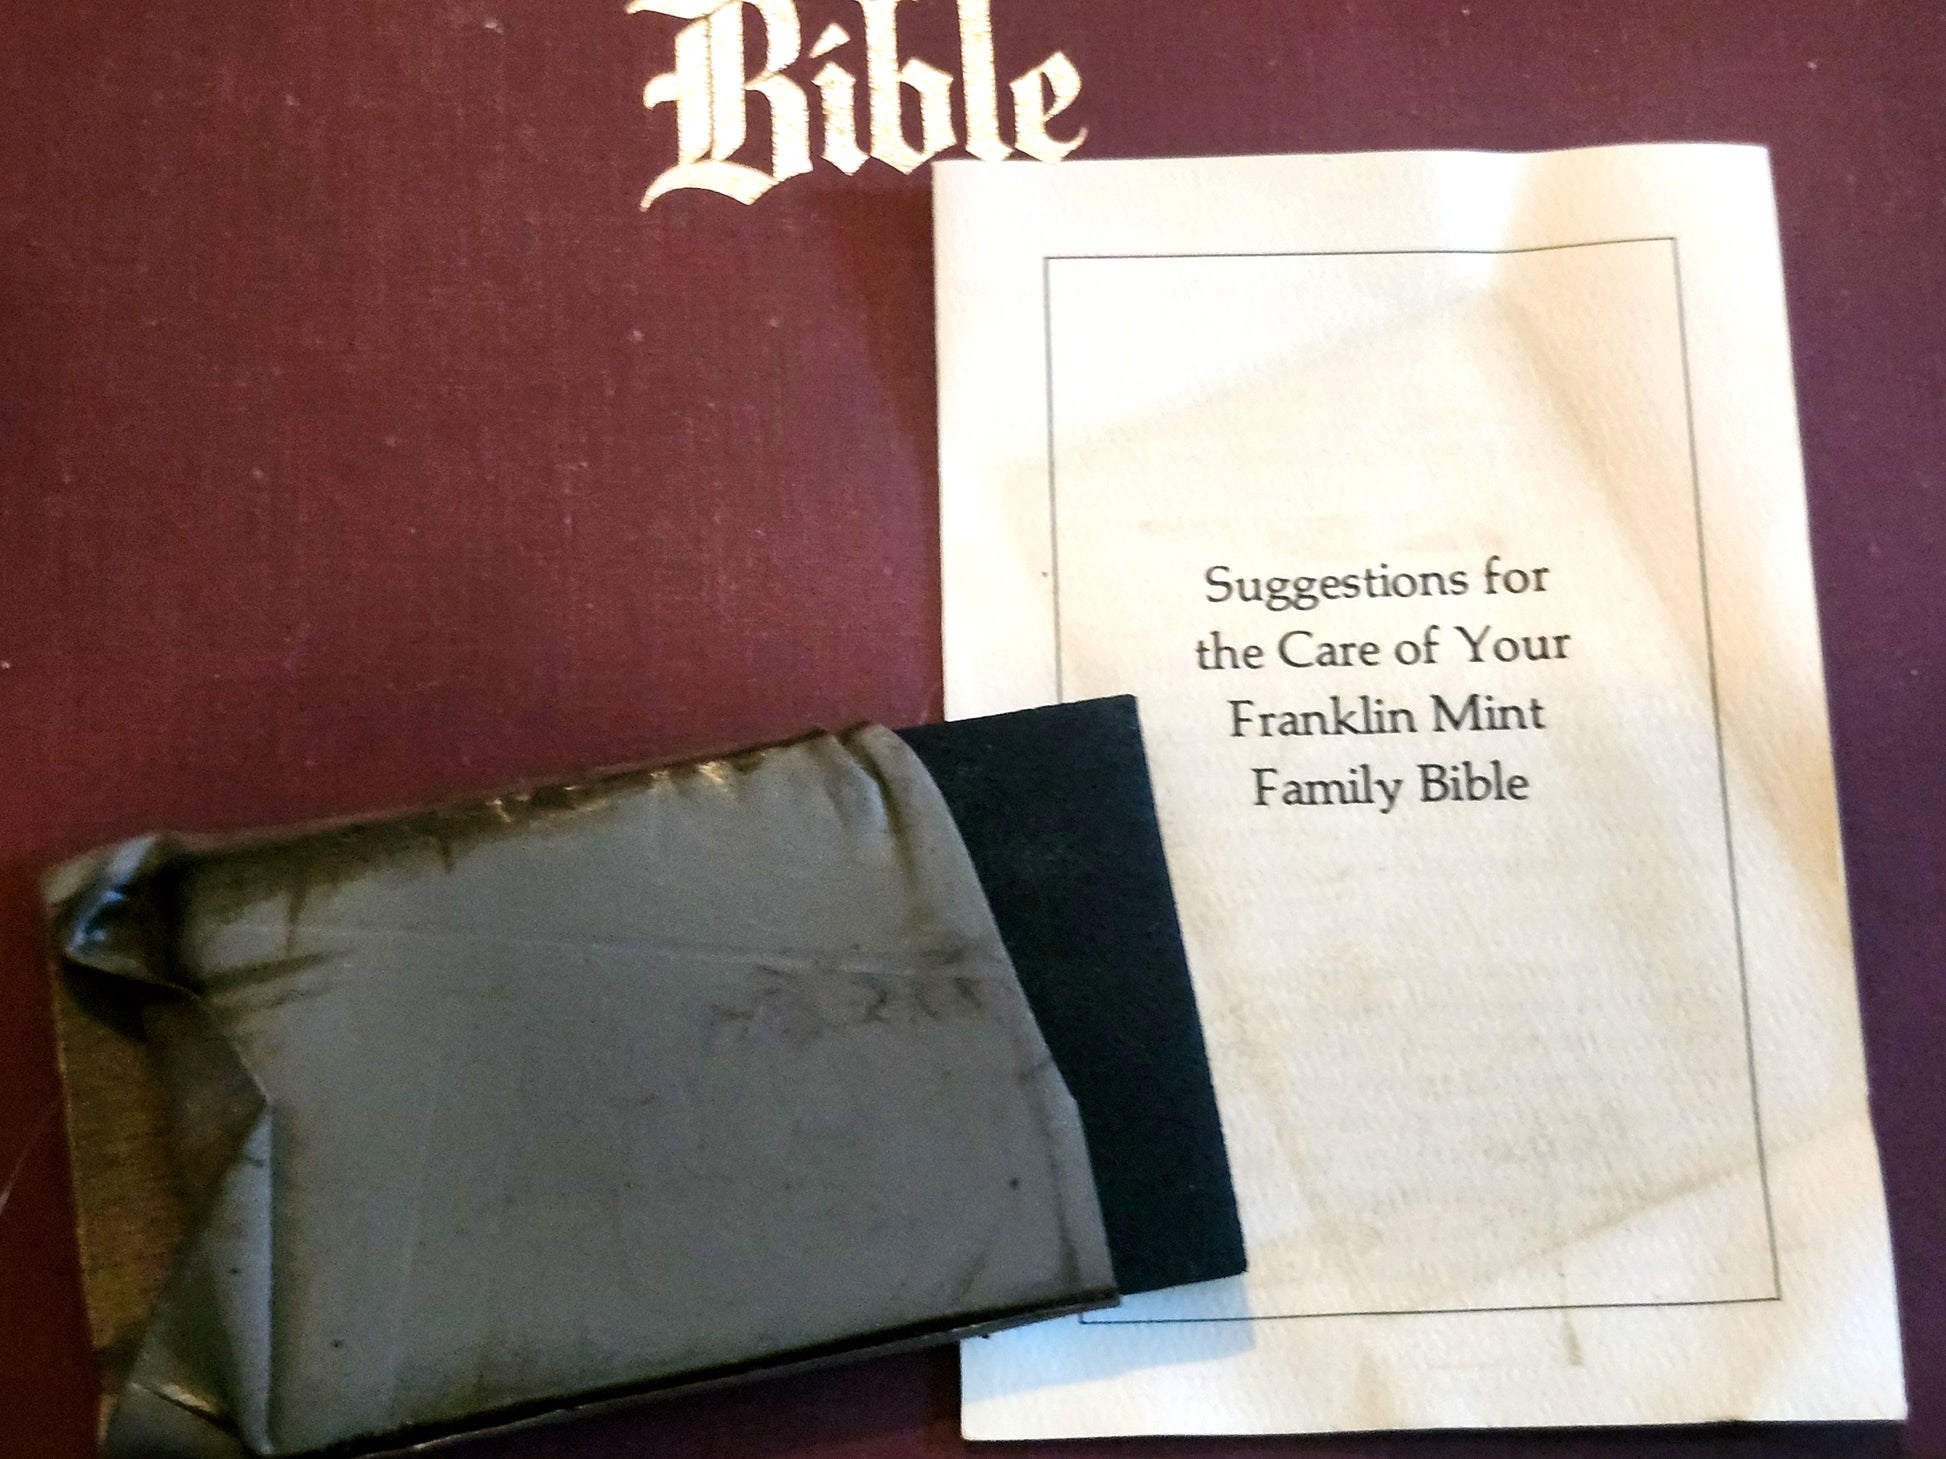 Bible
Suggestions for
the Care of Your
Franklin Mint
Family Bible